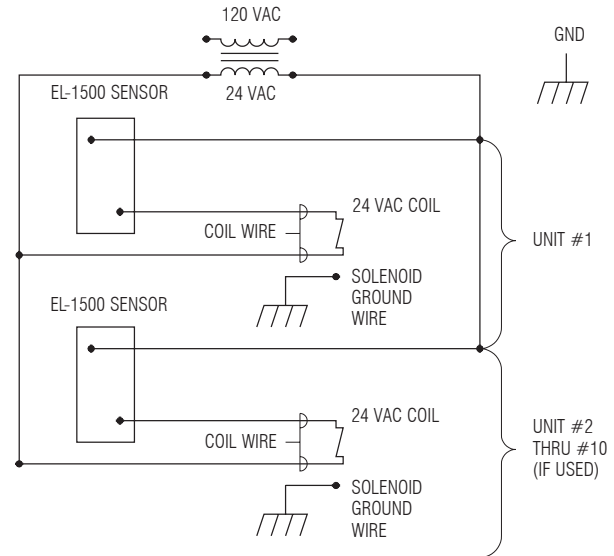 120 VAC
GND
24 VAC
EL-1500 SENSOR
24 VAC COIL
COIL WIRE
UNIT #1
SOLENOID
GROUND
WIRE
EL-1500 SENSOR
24 VAC COIL
COIL WIRE
UNIT #2
THRU #10
(IF USED)
SOLENOID
GROUND
WIRE